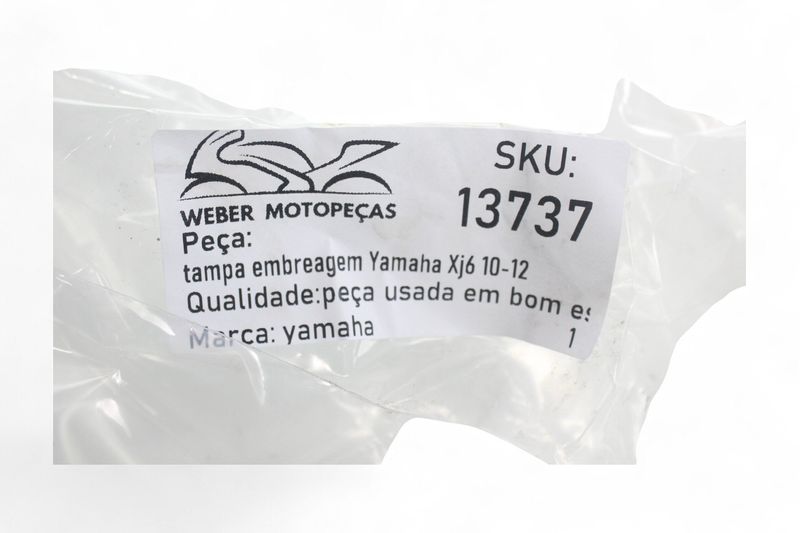 WEBER MOTOPEÇAS
SKU:
13737
Peça:
tampa embreagem Yamaha Xj6 10-12
Qualidade:peça usada em bom es
Marca: yamaha
1